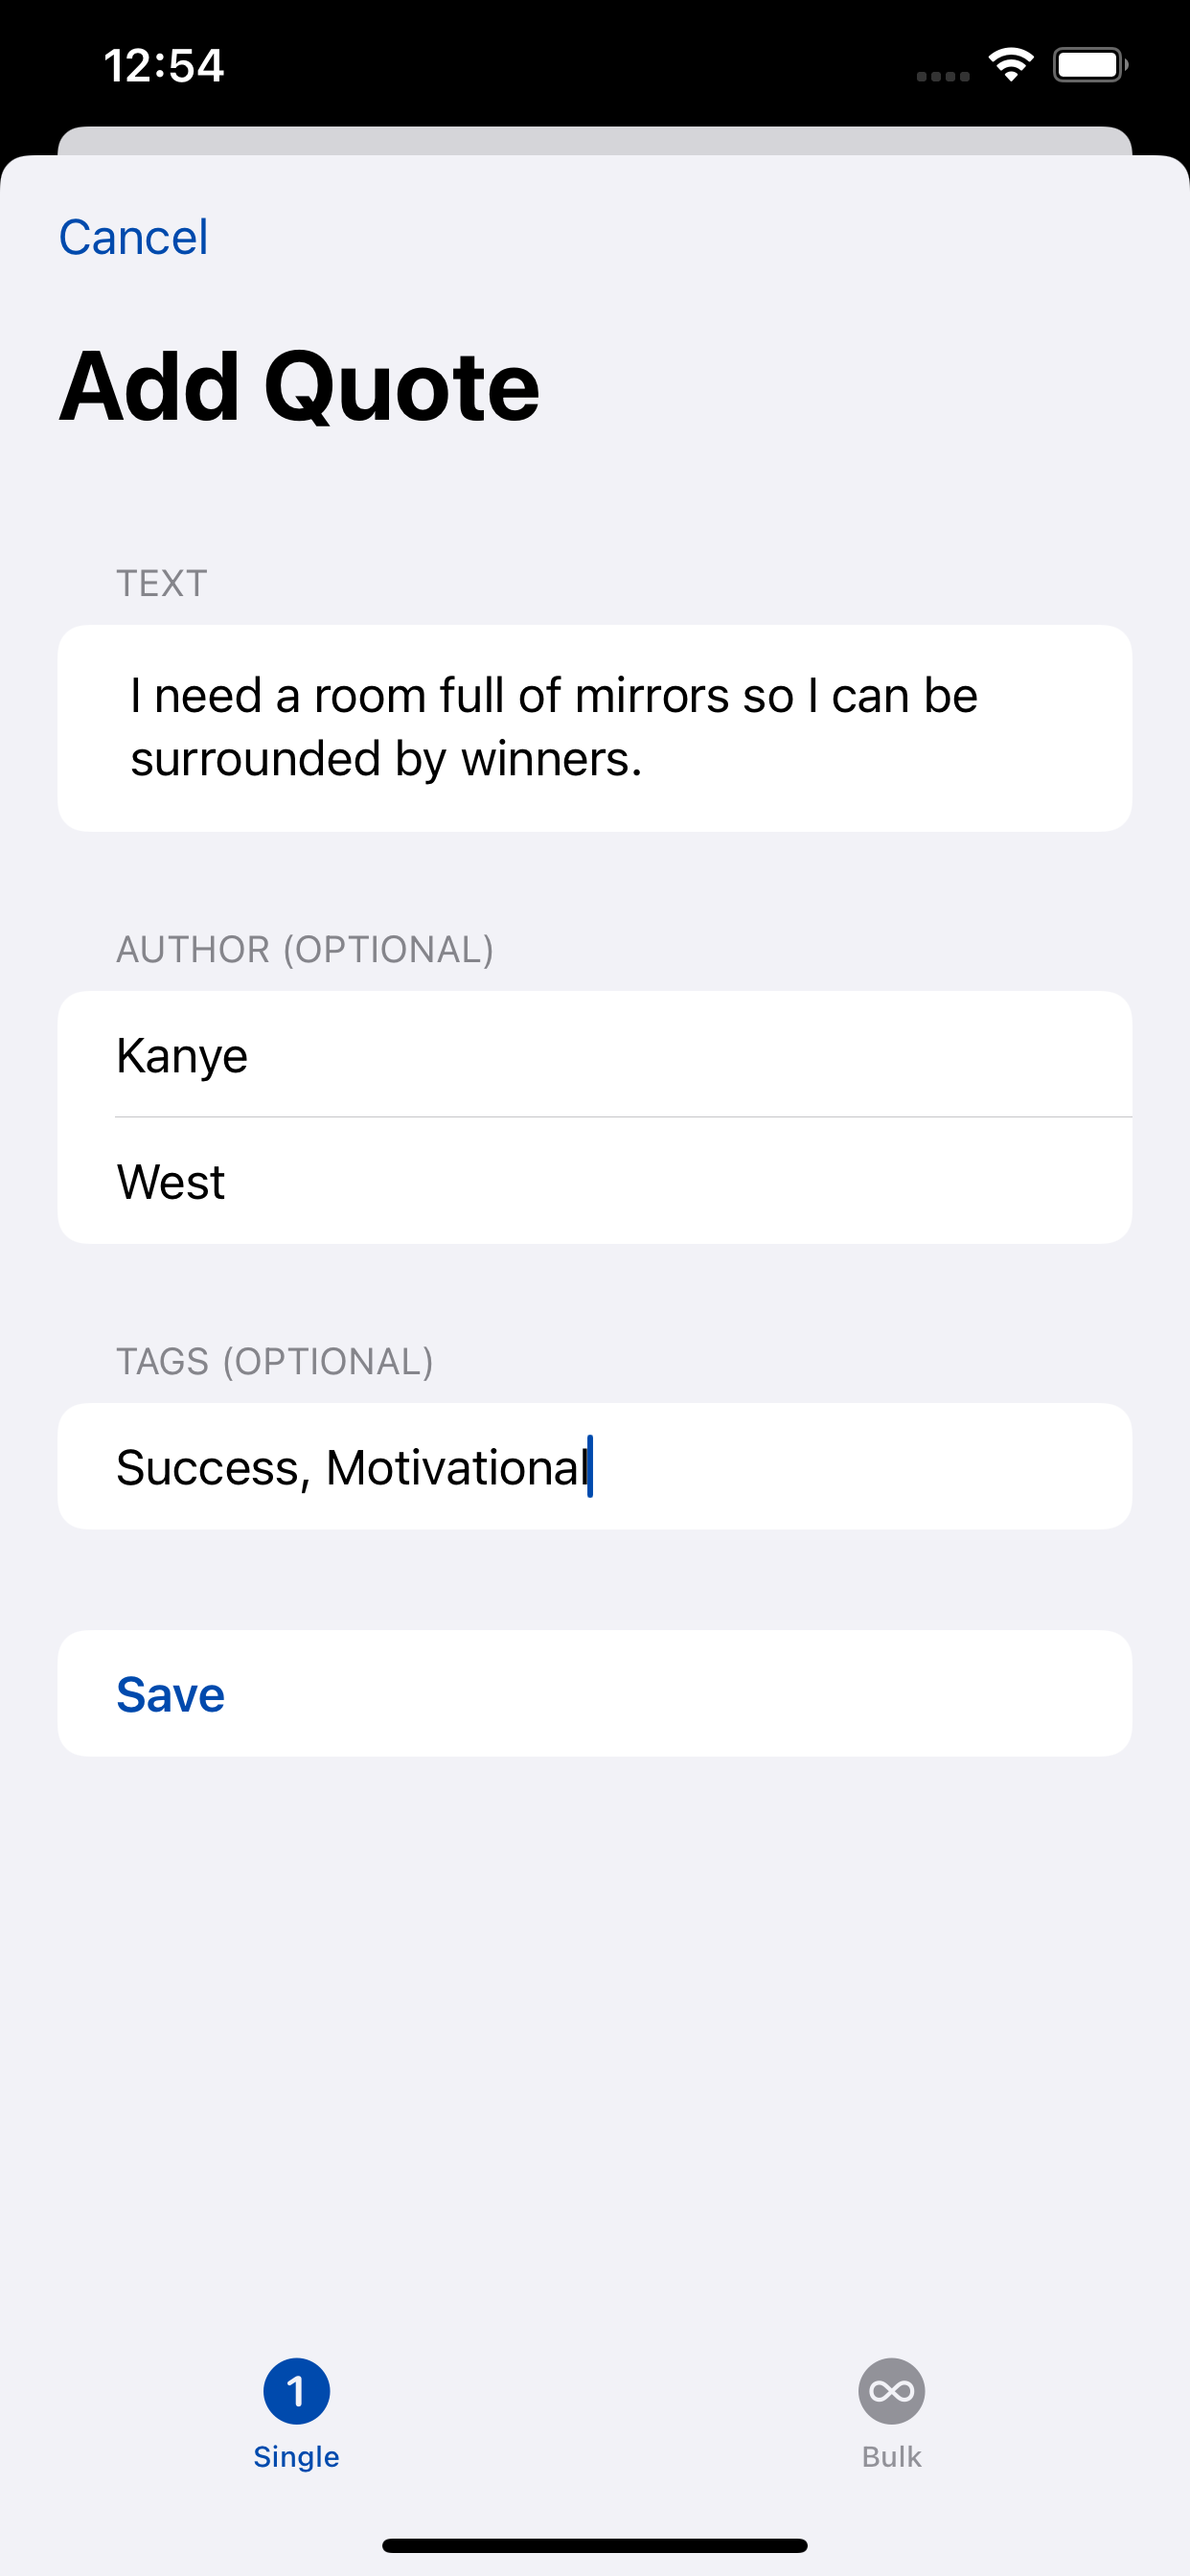 12:54
Cancel
Add Quote
TEXT
I need a room full of mirrors so I can be
surrounded by winners.
AUTHOR (OPTIONAL)
Kanye
West
TAGS (OPTIONAL)
Success, Motivational
Save
1
Single
Bulk